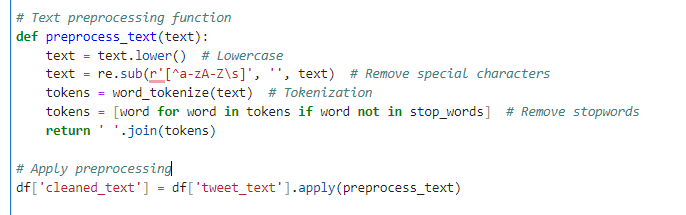 # Text preprocessing function
def preprocess_text(text):
    text = text.lower()  # Lowercase
    text = re.sub(r'[^a-zA-Z\s]', '', text)  # Remove special characters
    tokens = word_tokenize(text)  # Tokenization
    tokens = [word for word in tokens if word not in stop_words]  # Remove stopwords
    return ' '.join(tokens)
# Apply preprocessing
df['cleaned_text'] = df['tweet_text'].apply(preprocess_text)